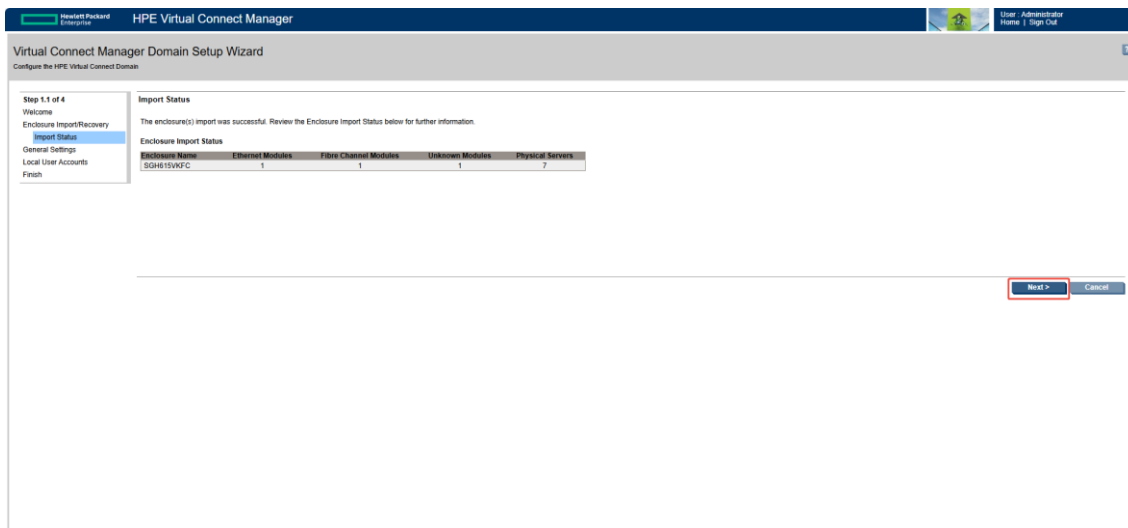 Hewlett Packard
Enterprise
HPE Virtual Connect Manager
User : Administrator
Home | Sign Out
Virtual Connect Manager Domain Setup Wizard
Configure the HPE Virtual Connect Domain
Step 1.1 of 4
Welcome
Enclosure Import/Recovery
Import Status
General Settings
Local User Accounts
Finish
Import Status
The enclosure(s) import was successful. Review the Enclosure Import Status below for further information.
Enclosure Import Status
Enclosure Name Ethernet Modules Fibre Channel Modules Unknown Modules Physical Servers
SGH615VKFC 1 1 1 7
Next > Cancel